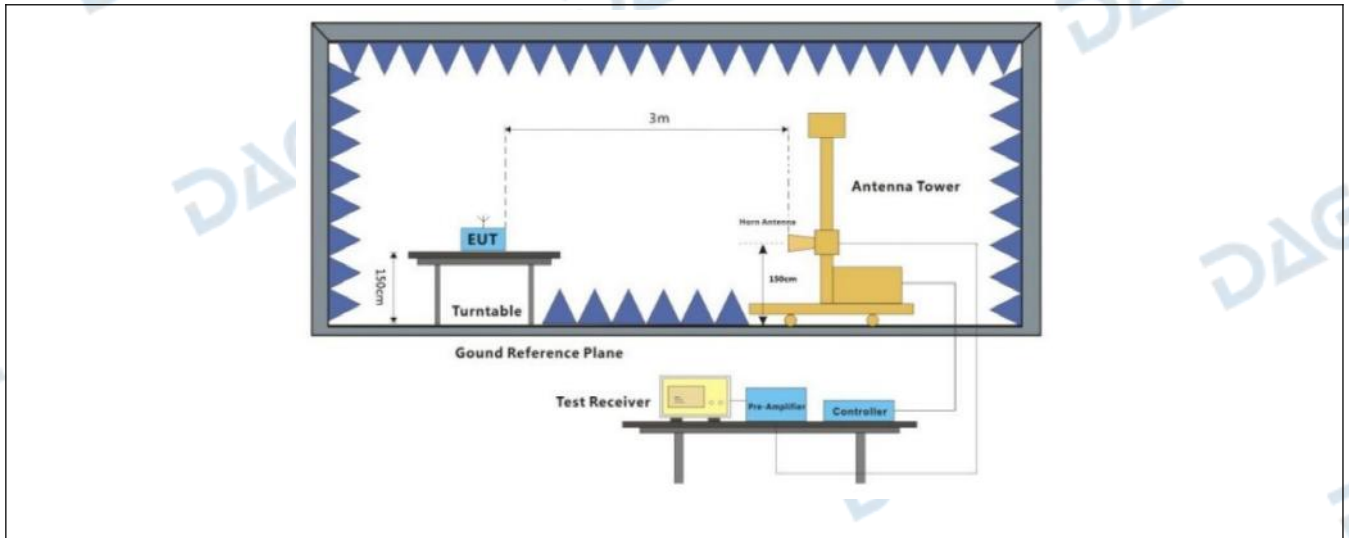 3m
Antenna Tower
Horn Antenna
EUT
150cm
150cm
Turntable
Gound Reference Plane
Test Receiver
Pre-Amplifier
Controller